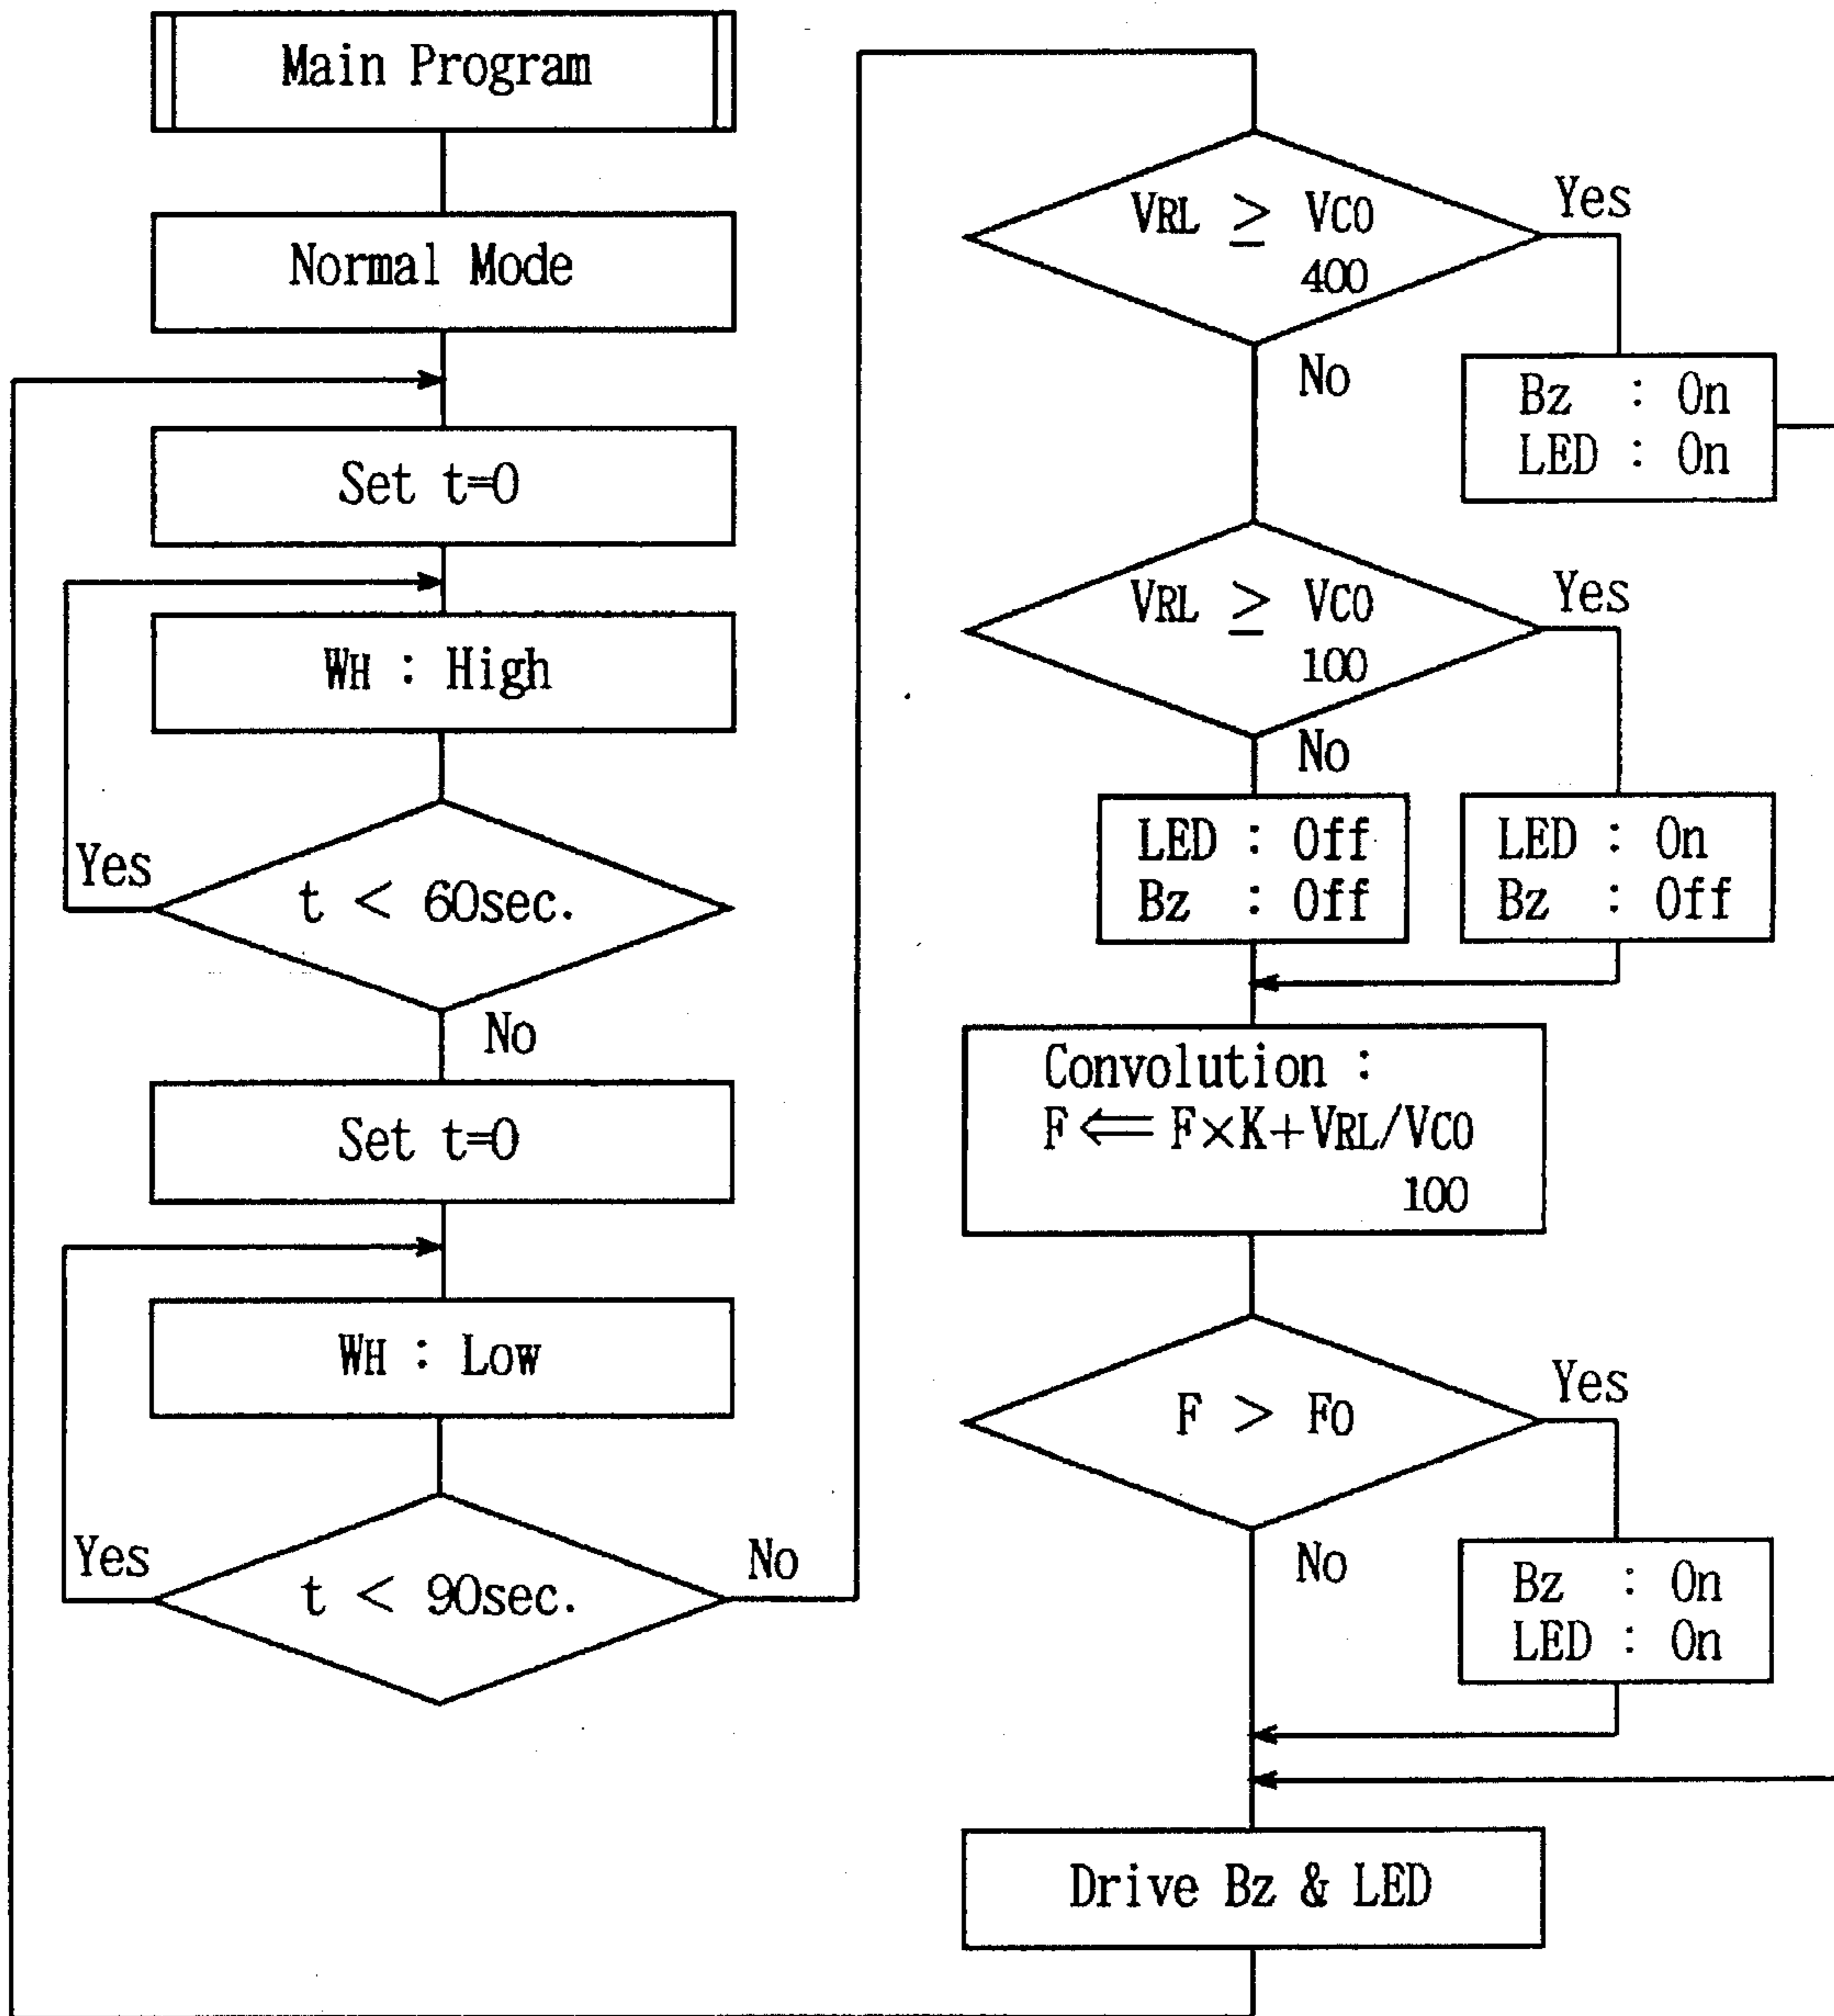 Main Program
Normal Mode
Set t=0
WH : High
Yes
t < 60sec.
No
Set t=0
WH : Low
Yes
t < 90sec.
No
VRL ≥ VCO
400
Yes
No
Bz : On
LED : On
VRL ≥ VCO
100
Yes
No
LED : Off
Bz : Off
LED : On
Bz : Off
Convolution :
F ⇐ F×K+VRL/VCO
100
F > FO
Yes
No
Bz : On
LED : On
Drive Bz & LED